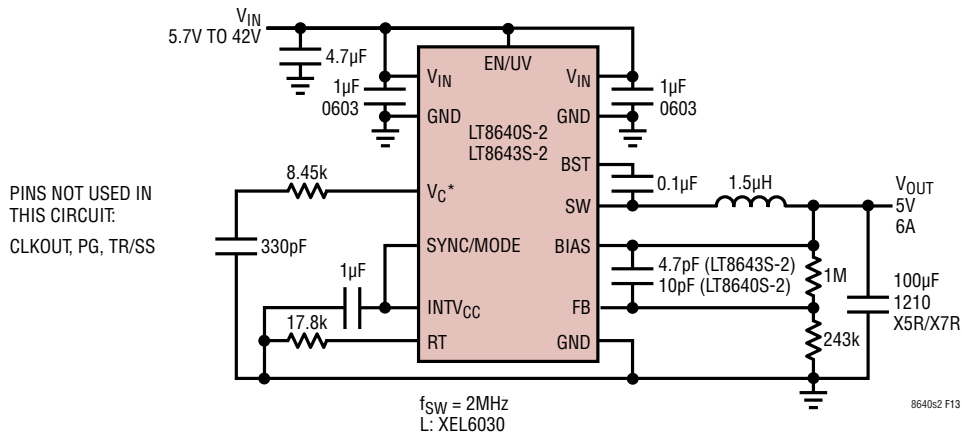 VIN
5.7V TO 42V
4.7µF
1µF
0603
VIN
GND
EN/UV
VIN
GND
1µF
0603
LT8640S-2
LT8643S-2
BST
0.1µF
SW
1.5µH
VOUT
5V
6A
8.45k
VC*
PINS NOT USED IN
THIS CIRCUIT:
CLKOUT, PG, TR/SS
330pF
SYNC/MODE
BIAS
4.7pF (LT8643S-2)
10pF (LT8640S-2)
1M
100µF
1210
X5R/X7R
1µF
INTVCC
FB
17.8k
RT
GND
243k
fSW = 2MHz
L: XEL6030
8640s2 F13